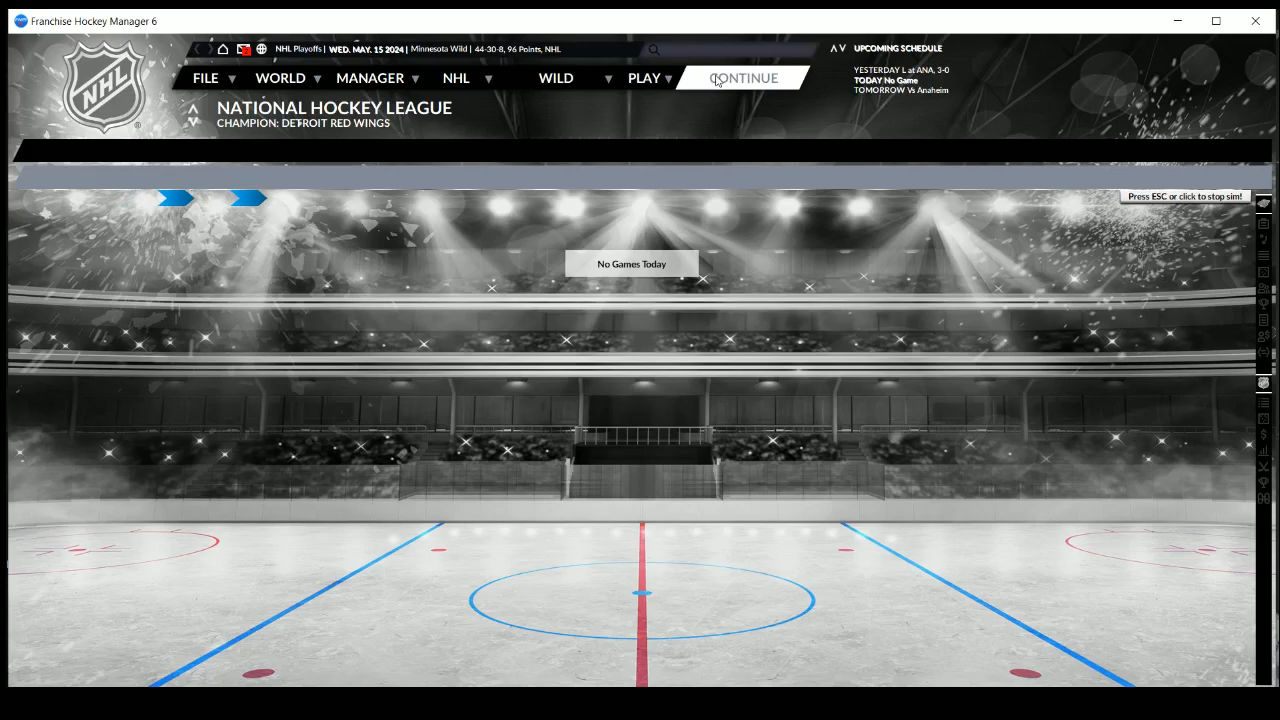 Franchise Hockey Manager 6
NHL Playoffs | WED. MAY. 15 2024 | Minnesota Wild | 44-30-8, 96 Points, NHL
UPCOMING SCHEDULE
YESTERDAY L at ANA, 3-0
TODAY No Game
TOMORROW Vs Anaheim
FILE WORLD MANAGER NHL WILD PLAY CONTINUE
NHL
NATIONAL HOCKEY LEAGUE
CHAMPION: DETROIT RED WINGS
Press ESC or click to stop sim!
No Games Today